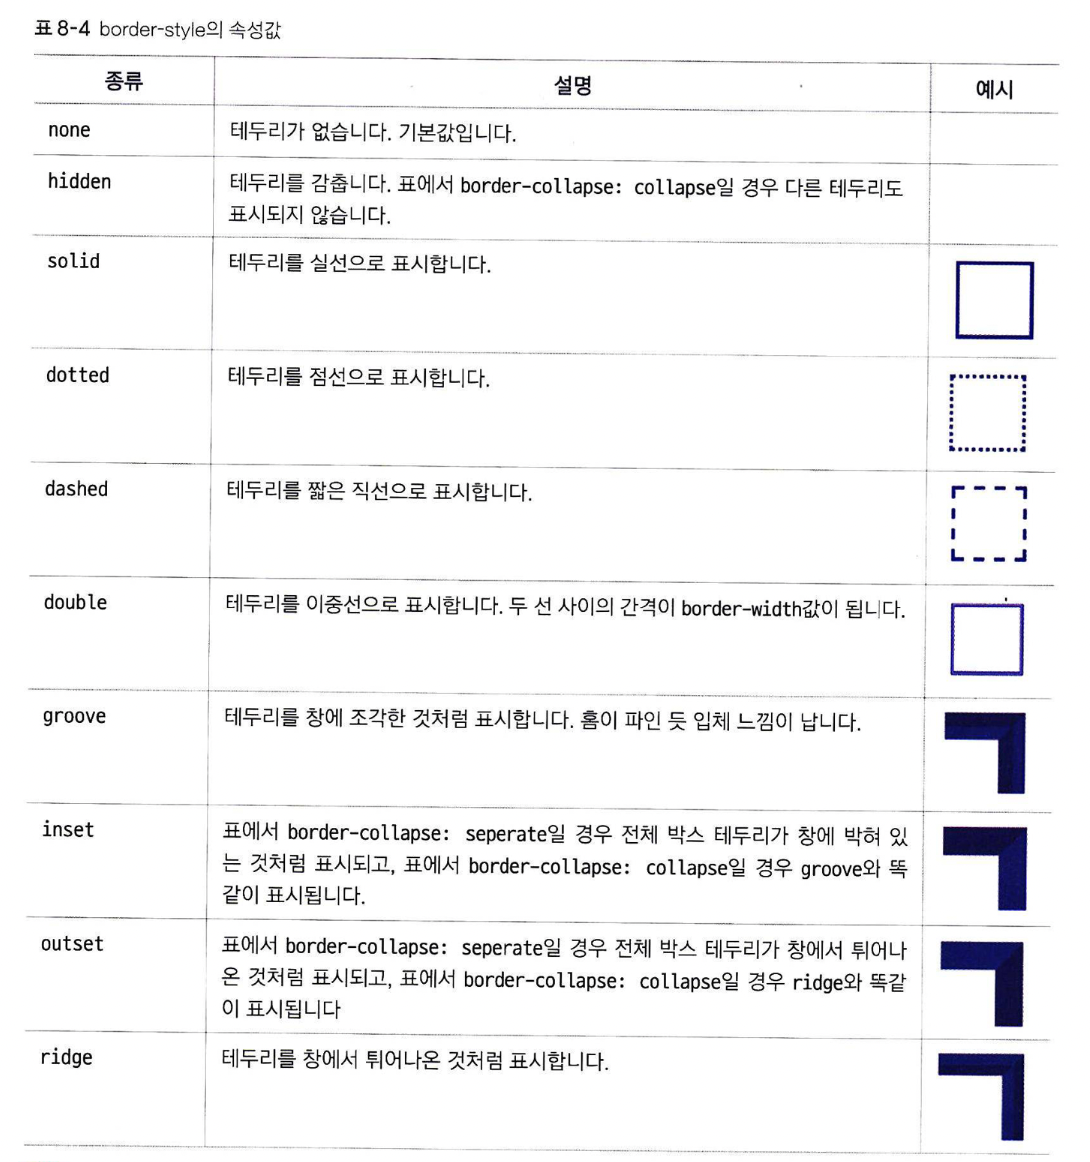 표 8-4 border-style의 속성값
종류 설명 예시
none 테두리가 없습니다. 기본값입니다.
hidden 테두리를 감춥니다. 표에서 border-collapse: collapse일 경우 다른 테두리도
표시되지 않습니다.
solid 테두리를 실선으로 표시합니다.
dotted 테두리를 점선으로 표시합니다.
dashed 테두리를 짧은 직선으로 표시합니다.
double 테두리를 이중선으로 표시합니다. 두 선 사이의 간격이 border-width값이 됩니다.
groove 테두리를 창에 조각한 것처럼 표시합니다. 홈이 파인 듯 입체 느낌이 납니다.
inset 표에서 border-collapse: seperate일 경우 전체 박스 테두리가 창에 박혀 있
는 것처럼 표시되고, 표에서 border-collapse: collapse일 경우 groove와 똑
같이 표시됩니다.
outset 표에서 border-collapse: seperate일 경우 전체 박스 테두리가 창에서 튀어나
온 것처럼 표시되고, 표에서 border-collapse: collapse일 경우 ridge와 똑같
이 표시됩니다
ridge 테두리를 창에서 튀어나온 것처럼 표시합니다.